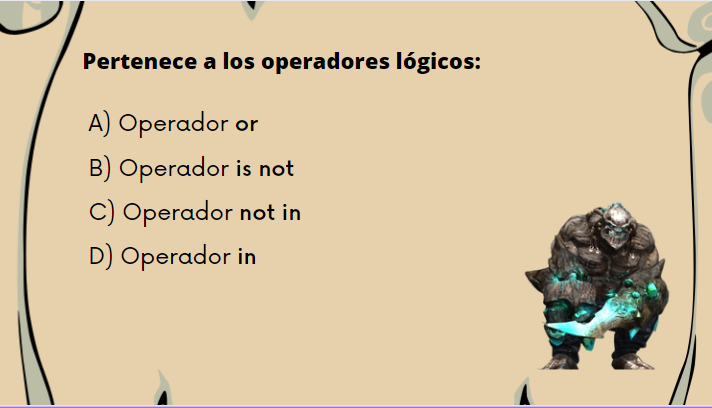 Pertenece a los operadores lógicos:
A) Operador or
B) Operador is not
C) Operador not in
D) Operador in